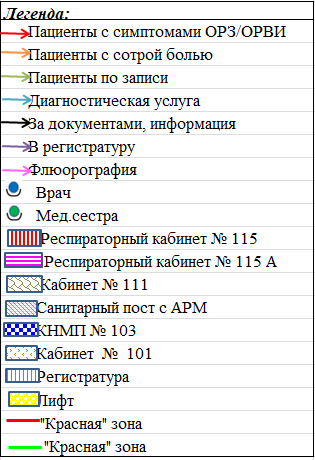 Легенда:
Пациенты с симптомами ОРЗ/ОРВИ
Пациенты с сотрой болью
Пациенты по записи
Диагностическая услуга
За документами, информация
В регистратуру
Флюорография
Врач
Мед.сестра
Респираторный кабинет № 115
Респираторный кабинет № 115 А
Кабинет № 111
Санитарный пост с АРМ
КНМП № 103
Кабинет № 101
Регистратура
Лифт
"Красная" зона
"Красная" зона